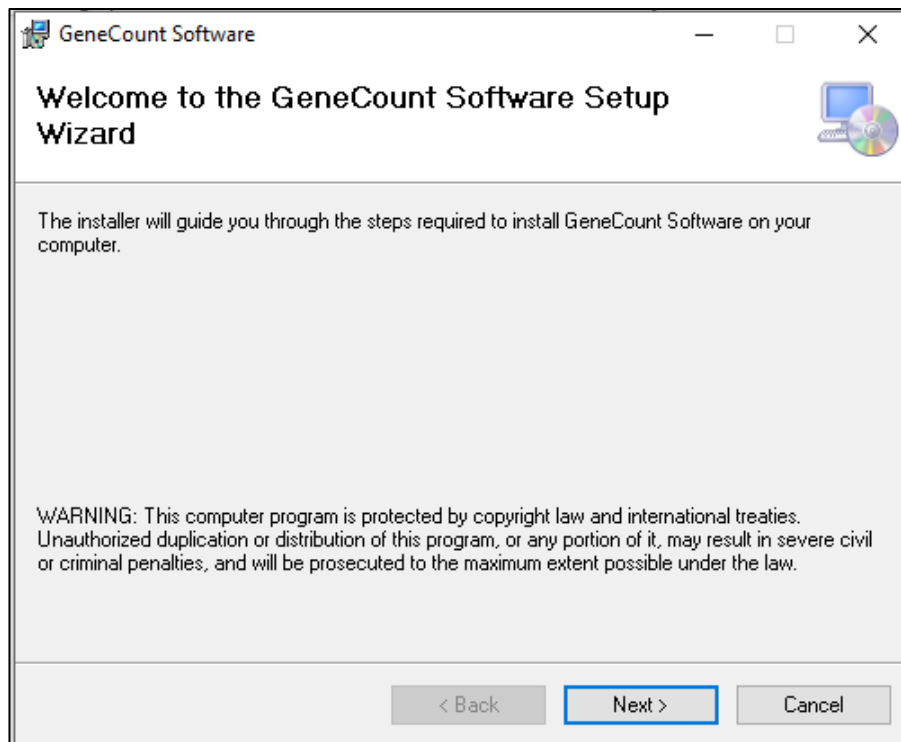 GeneCount Software
Welcome to the GeneCount Software Setup
Wizard
The installer will guide you through the steps required to install GeneCount Software on your
computer.
WARNING: This computer program is protected by copyright law and international treaties.
Unauthorized duplication or distribution of this program, or any portion of it, may result in severe civil
or criminal penalties, and will be prosecuted to the maximum extent possible under the law.
< Back Next > Cancel